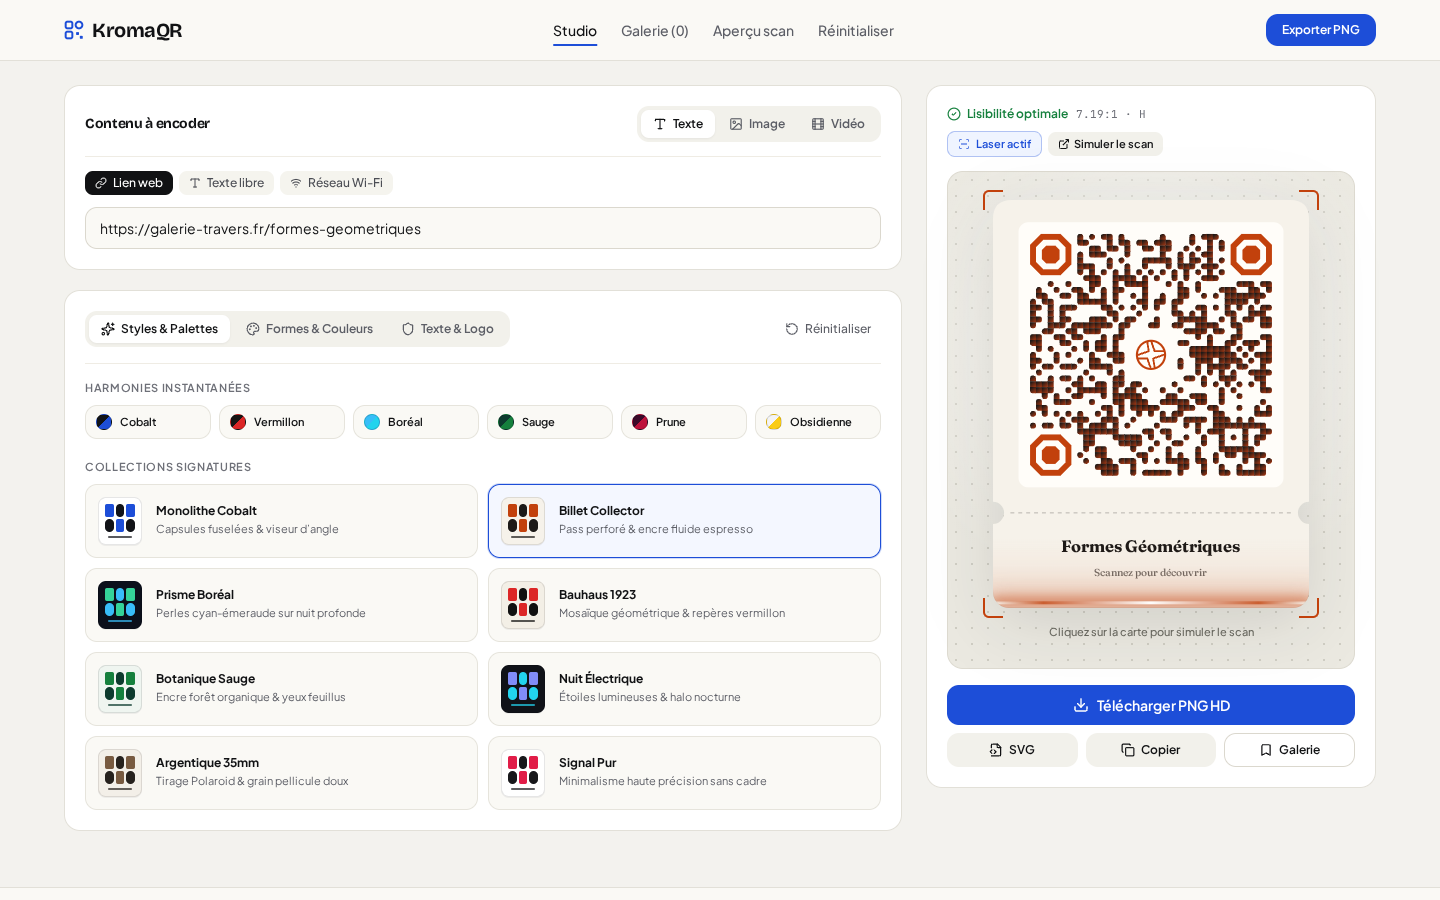 KromaQR
Studio
Galerie (0)
Aperçu scan
Réinitialiser
Exporter PNG
Contenu à encoder
Texte
Image
Vidéo
Lien web
Texte libre
Réseau Wi-Fi
https://galerie-travers.fr/formes-geometriques
Styles & Palettes
Formes & Couleurs
Texte & Logo
Réinitialiser
HARMONIES INSTANTANÉES
Cobalt
Vermillon
Boréal
Sauge
Prune
Obsidienne
COLLECTIONS SIGNATURES
Monolithe Cobalt
Capsules fuselées & viseur d'angle
Billet Collector
Pass perforé & encre fluide espresso
Prisme Boréal
Perles cyan-émeraude sur nuit profonde
Bauhaus 1923
Mosaïque géométrique & repères vermillon
Botanique Sauge
Encre forêt organique & yeux feuillus
Nuit Électrique
Étoiles lumineuses & halo nocturne
Argentique 35mm
Tirage Polaroid & grain pellicule doux
Signal Pur
Minimalisme haute précision sans cadre
Lisibilité optimale 7.19:1 · H
Laser actif
Simuler le scan
Formes Géométriques
Scannez pour découvrir
Cliquez sur la carte pour simuler le scan
Télécharger PNG HD
SVG
Copier
Galerie